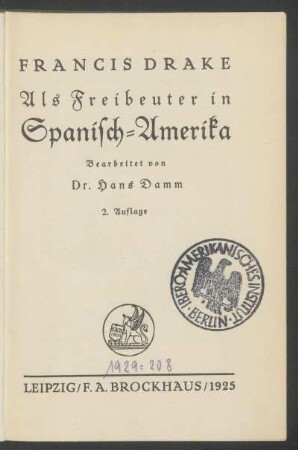 FRANCIS DRAKE
Als Freibeuter in
Spanisch=Amerika
Bearbeitet von
Dr. Hans Damm
2. Auflage
IBERO-AMERIKANISCHES INSTITUT
· BERLIN ·
1929:208
LEIPZIG/F. A. BROCKHAUS/1925